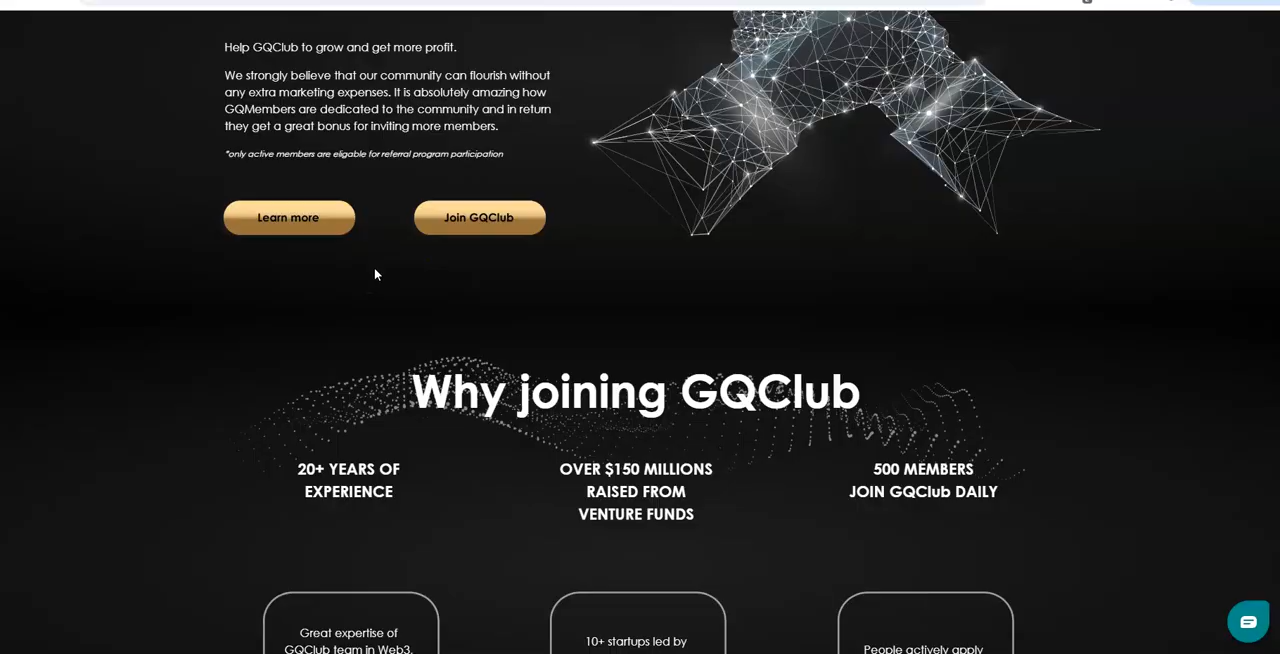 Help GQClub to grow and get more profit.
We strongly believe that our community can flourish without
any extra marketing expenses. It is absolutely amazing how
GQMembers are dedicated to the community and in return
they get a great bonus for inviting more members.
*only active members are eligable for referral program participation
Learn more
Join GQClub
Why joining GQClub
20+ YEARS OF
EXPERIENCE
OVER $150 MILLIONS
RAISED FROM
VENTURE FUNDS
500 MEMBERS
JOIN GQClub DAILY
Great expertise of
GQClub team in Web3,
10+ startups led by
People actively apply